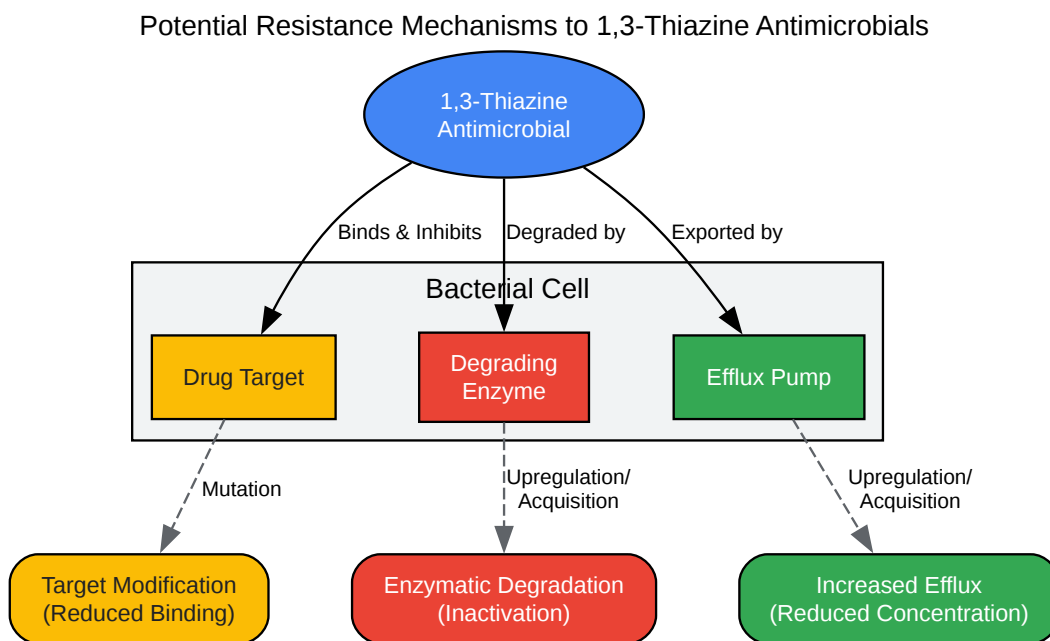 Potential Resistance Mechanisms to 1,3-Thiazine Antimicrobials
1,3-Thiazine
Antimicrobial
Binds & Inhibits
Degraded by
Exported by
Bacterial Cell
Drug Target
Degrading
Enzyme
Efflux Pump
Mutation
Upregulation/
Acquisition
Upregulation/
Acquisition
Target Modification
(Reduced Binding)
Enzymatic Degradation
(Inactivation)
Increased Efflux
(Reduced Concentration)